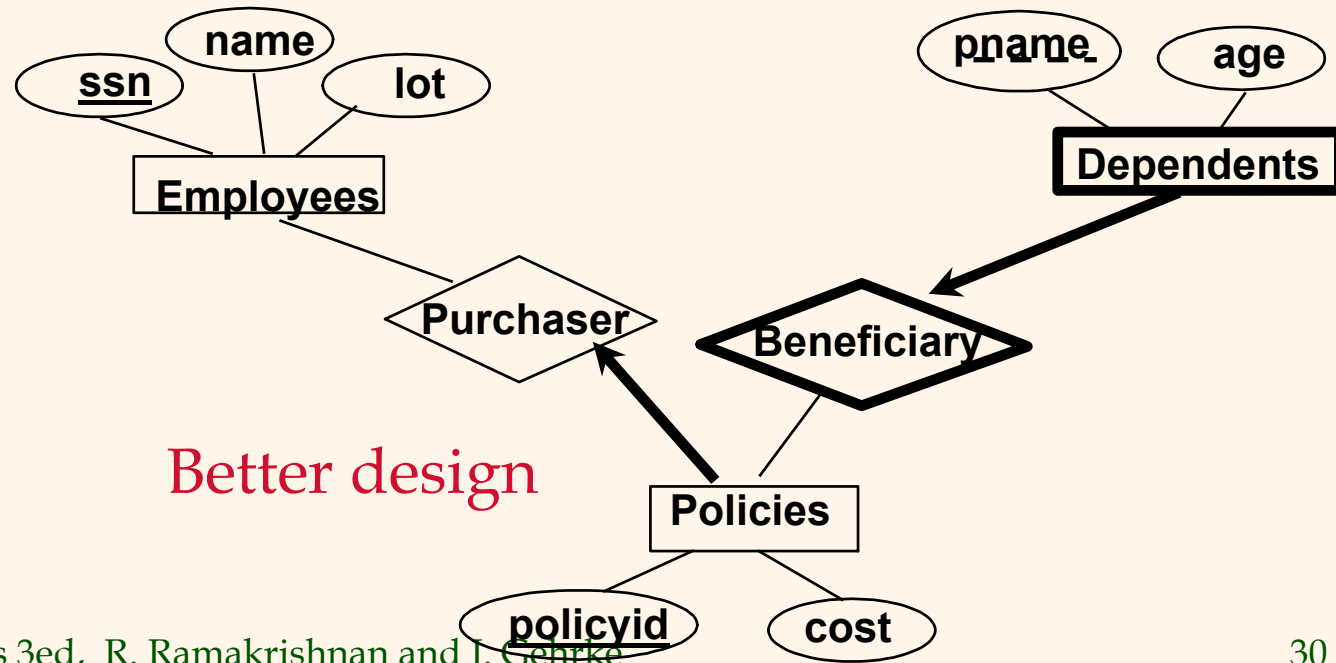 name
ssn
lot
pname
age
Employees
Dependents
Purchaser
Beneficiary
Better design
Policies
policyid
cost
s 3ed, R. Ramakrishnan and J. Gehrke
30